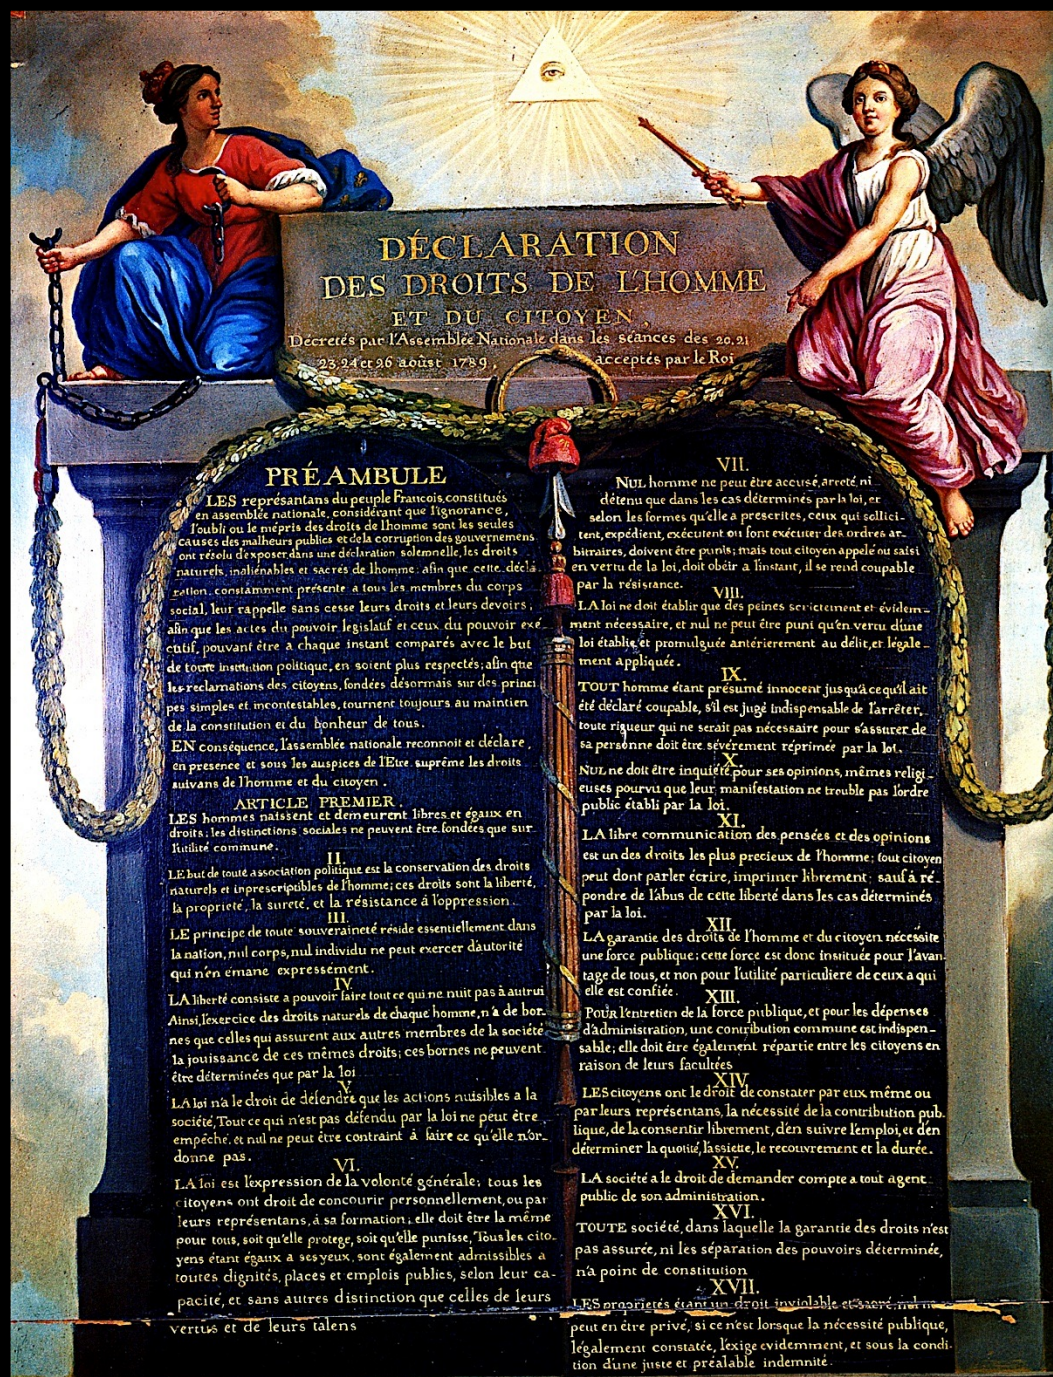 DÉCLARATION
DES DROITS DE L'HOMME
ET DU CITOYEN,
Décretés par l'Assemblée Nationale dans les séances des 20. 21
23. 24 et 26 aoûst 1789, acceptés par le Roi
PRÉAMBULE
LES représantans du peuple Francois, constitués
en assemblée nationale, considérant que l'ignorance,
l'oubli ou le mépris des droits de l'homme sont les seules
causes des malheurs publics et de la corruption des gouvernemens
ont résolu d'exposer, dans une déclaration solemnelle, les droits
naturels, inaliénables et sacrés de l'homme: afin que cette décla
ration, constamment présente a tous les membres du corps
social, leur rappelle sans cesse leurs droits et leurs devoirs;
afin que les actes du pouvoir legislatif et ceux du pouvoir exé
cutif, pouvant être a chaque instant comparés avec le but
de toute institution politique, en soient plus respectés; afin que
les reclamations des citoyens, fondées désormais sur des princi
pes simples et incontestables, tournent toujours au maintien
de la constitution et du bonheur de tous.
EN conséquence, l'assemblée nationale reconnoit et déclare,
en presence et sous les auspices de l'Etre suprême les droits
suivans de l'homme et du citoyen.
ARTICLE PREMIER.
LES hommes naissent et demeurent libres et égaux en
droits; les distinctions sociales ne peuvent être fondées que sur
l'utilité commune.
II.
LE but de toute association politique est la conservation des droits
naturels et inprescriptibles de l'homme; ces droits sont la liberté,
la propriete, la sureté, et la résistance à l'oppression.
III.
LE principe de toute souveraineté réside essentiellement dans
la nation, nul corps, nul individu ne peut exercer d'autorité
qui n'en émane expressément.
IV.
LA liberté consiste a pouvoir faire tout ce qui ne nuit pas à autrui
Ainsi, l'exercice des droits naturels de chaque homme, n'a de bor-
nes que celles qui assurent aux autres membres de la société
la jouissance de ces mêmes droits; ces bornes ne peuvent
être déterminées que par la loi
V.
LA loi n'a le droit de défendre que les actions nuisibles a la
société, Tout ce qui n'est pas défendu par la loi ne peut être
empêché, et nul ne peut être contraint à faire ce qu'elle n'or-
donne pas.
VI.
LA loi est l'expression de la volonté générale; tous les
citoyens ont droit de concourir personnellement, ou par
leurs représentans, à sa formation; elle doit être la même
pour tous, soit qu'elle protege, soit qu'elle punisse, Tous les cito-
yens étant égaux a ses yeux, sont également admissibles a
toutes dignités, places et emplois publics, selon leur ca-
pacité, et sans autres distinction que celles de leurs
vertus et de leurs talens
VII.
NUL homme ne peut être accusé, arreté, ni
détenu que dans les cas déterminés par la loi, et
selon les formes qu'elle a prescrites, ceux qui sollici-
tent, expédient, exécutent ou font exécuter des ordres ar-
bitraires, doivent être punis; mais tout citoyen appelé ou saisi
en vertu de la loi, doit obéir a l'instant, il se rend coupable
par la résistance.
VIII.
LA loi ne doit établir que des peines strictement et évidem-
ment nécessaire, et nul ne peut être puni qu'en vertu d'une
loi établie et promulguée antérierement au délit, et légale-
ment appliquée.
IX.
TOUT homme étant présumé innocent jusqu'à ce qu'il ait
été déclaré coupable, s'il est jugé indispensable de l'arrêter,
toute rigueur qui ne serait pas nécessaire pour s'assurer de
sa personne doit être sévèrement réprimée par la loi.
X.
NUL ne doit être inquiété pour ses opinions, mêmes religi-
euses pourvu que leur manifestation ne trouble pas l'ordre
public établi par la loi.
XI.
LA libre communication des pensées et des opinions
est un des droits les plus precieux de l'homme; tout citoyen
peut dont parler écrire, imprimer librement; sauf à ré-
pondre de l'abus de cette liberté dans les cas déterminés
par la loi.
XII.
LA garantie des droits de l'homme et du citoyen nécessite
une force publique; cette force est donc instituée pour l'avan-
tage de tous, et non pour l'utilité particuliere de ceux a qui
elle est confiée.
XIII.
POUR l'entretien de la force publique, et pour les dépenses
d'administration, une contribution commune est indispen-
sable; elle doit être également répartie entre les citoyens en
raison de leurs facultées
XIV
LES citoyens ont le droit de constater par eux même ou
par leurs représentans, la nécessité de la contribution pub-
lique, de la consentir librement, d'en suivre l'emploi, et d'en
déterminer la quotité, l'assiette, le recouvrement et la durée.
XV.
LA société a le droit de demander compte a tout agent
public de son administration.
XVI.
TOUTE société, dans laquelle la garantie des droits n'est
pas assurée, ni les séparation des pouvoirs déterminée,
n'a point de constitution
XVII.
LES proprietés étant un droit inviolable et sacré, nul ne
peut en être privé, si ce n'est lorsque la nécessité publique,
légalement constatée, l'exige evidemment, et sous la condi-
tion d'une juste et préalable indemnité.